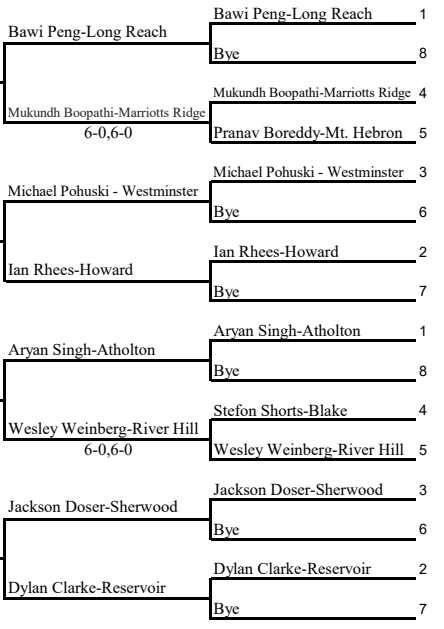 Bawi Peng-Long Reach 1
Bawi Peng-Long Reach
Bye 8
Mukundh Boopathi-Marriotts Ridge 4
Mukundh Boopathi-Marriotts Ridge
6-0,6-0
Pranav Boreddy-Mt. Hebron 5
Michael Pohuski - Westminster 3
Michael Pohuski - Westminster
Bye 6
Ian Rhees-Howard 2
Ian Rhees-Howard
Bye 7
Aryan Singh-Atholton 1
Aryan Singh-Atholton
Bye 8
Stefon Shorts-Blake 4
Wesley Weinberg-River Hill
6-0,6-0
Wesley Weinberg-River Hill 5
Jackson Doser-Sherwood 3
Jackson Doser-Sherwood
Bye 6
Dylan Clarke-Reservoir 2
Dylan Clarke-Reservoir
Bye 7